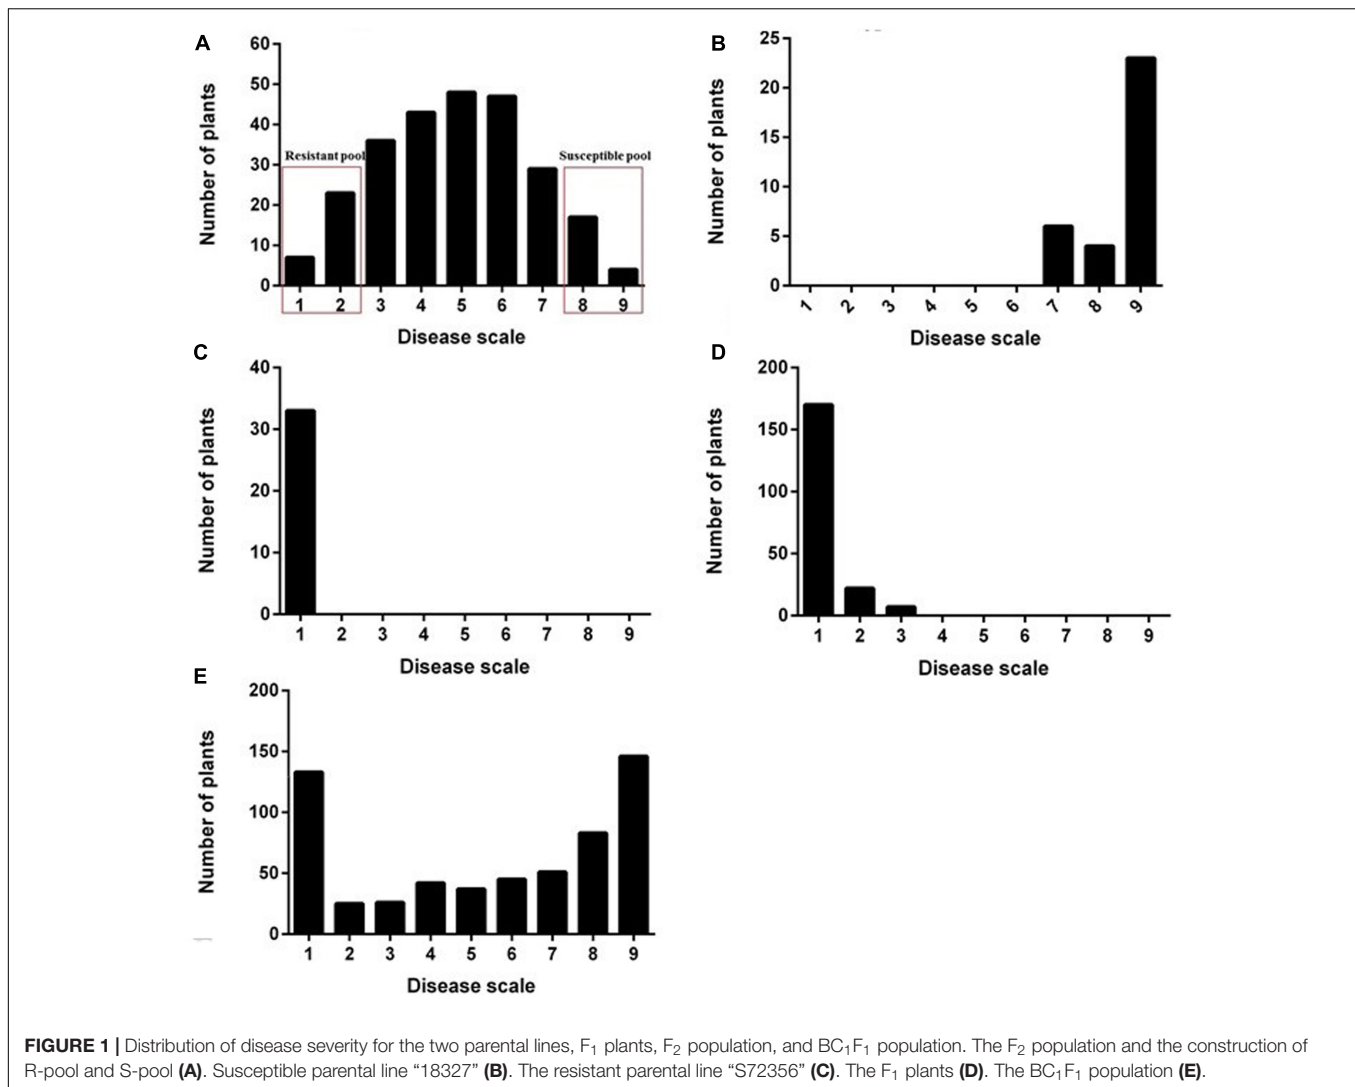 A
60
50
40
30
20
10
0
Number of plants
Resistant pool
Susceptible pool
1 2 3 4 5 6 7 8 9
Disease scale
B
25
20
15
10
5
0
Number of plants
1 2 3 4 5 6 7 8 9
Disease scale
C
40
30
20
10
0
Number of plants
1 2 3 4 5 6 7 8 9
Disease scale
D
200
150
100
50
0
Number of plants
1 2 3 4 5 6 7 8 9
Disease scale
E
200
150
100
50
0
Number of plants
1 2 3 4 5 6 7 8 9
Disease scale
FIGURE 1 | Distribution of disease severity for the two parental lines, F₁ plants, F₂ population, and BC₁F₁ population. The F₂ population and the construction of
R-pool and S-pool (A). Susceptible parental line “18327” (B). The resistant parental line “S72356” (C). The F₁ plants (D). The BC₁F₁ population (E).